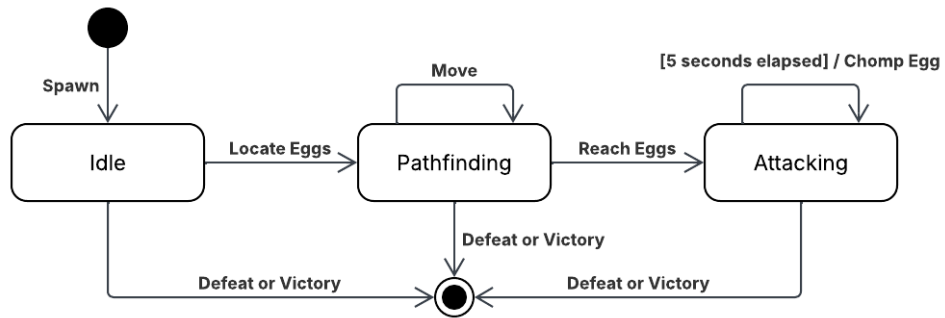 [5 seconds elapsed] / Chomp Egg
Move
Spawn
Locate Eggs
Reach Eggs
Idle
Pathfinding
Attacking
Defeat or Victory
Defeat or Victory
Defeat or Victory